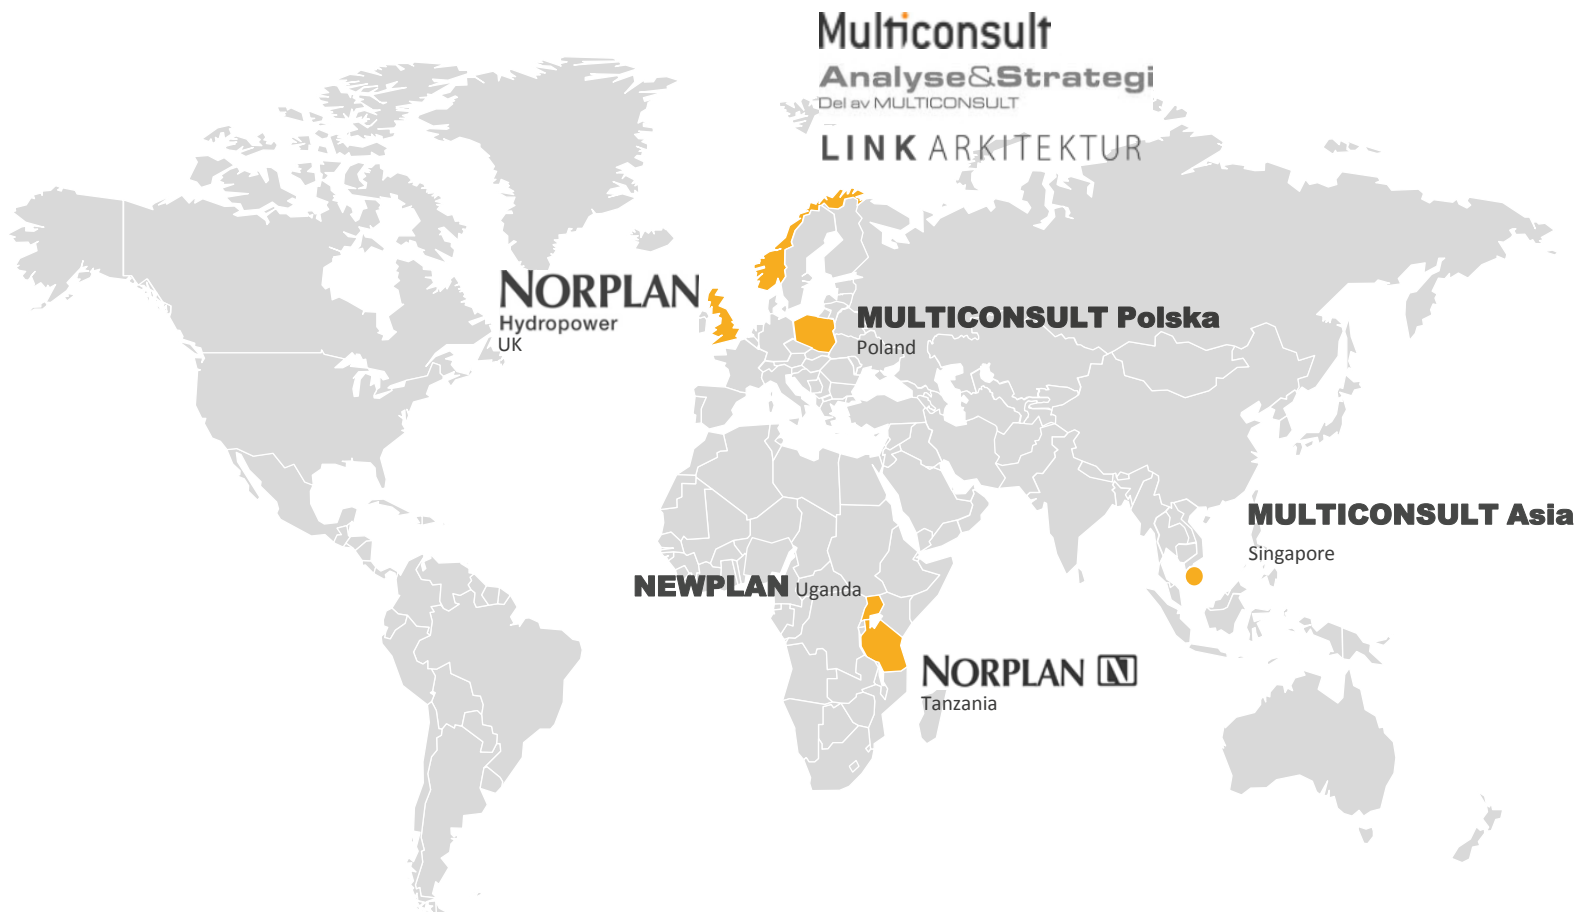 Multiconsult
Analyse&Strategi
Del av MULTICONSULT
LINK ARKITEKTUR
NORPLAN
Hydropower
UK
MULTICONSULT Polska
Poland
MULTICONSULT Asia
Singapore
NEWPLAN Uganda
NORPLAN N
Tanzania